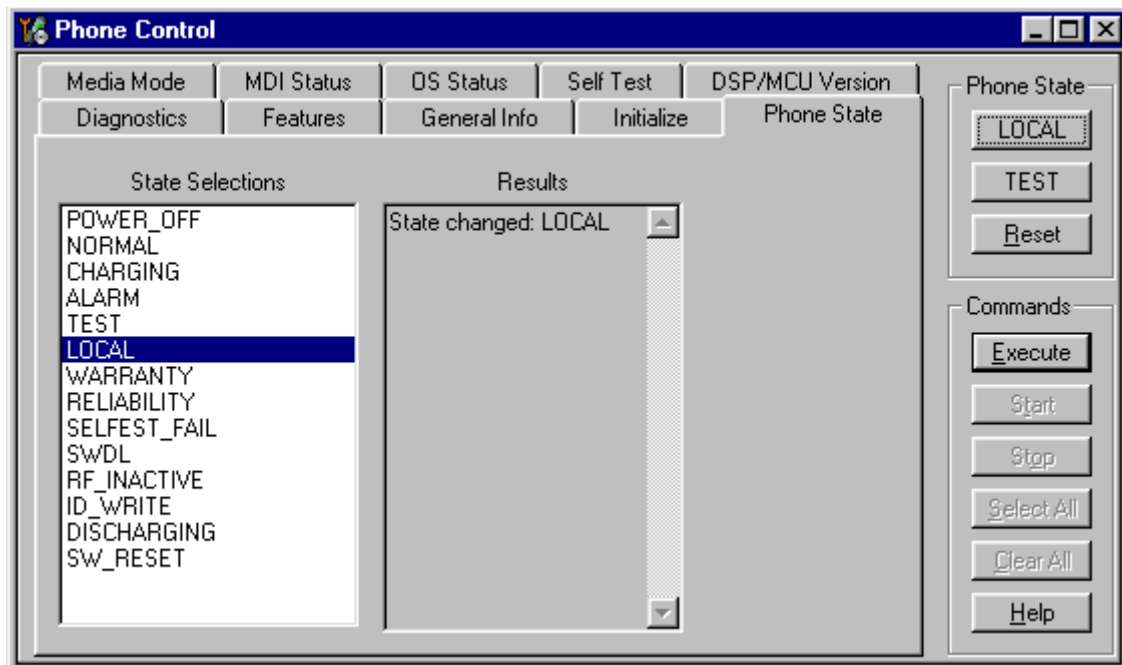 Phone Control
Media Mode MDI Status OS Status Self Test DSP/MCU Version
Diagnostics Features General Info Initialize Phone State
State Selections
POWER_OFF
NORMAL
CHARGING
ALARM
TEST
LOCAL
WARRANTY
RELIABILITY
SELFEST_FAIL
SWDL
RF_INACTIVE
ID_WRITE
DISCHARGING
SW_RESET
Results
State changed: LOCAL
Phone State
LOCAL
TEST
Reset
Commands
Execute
Start
Stop
Select All
Clear All
Help